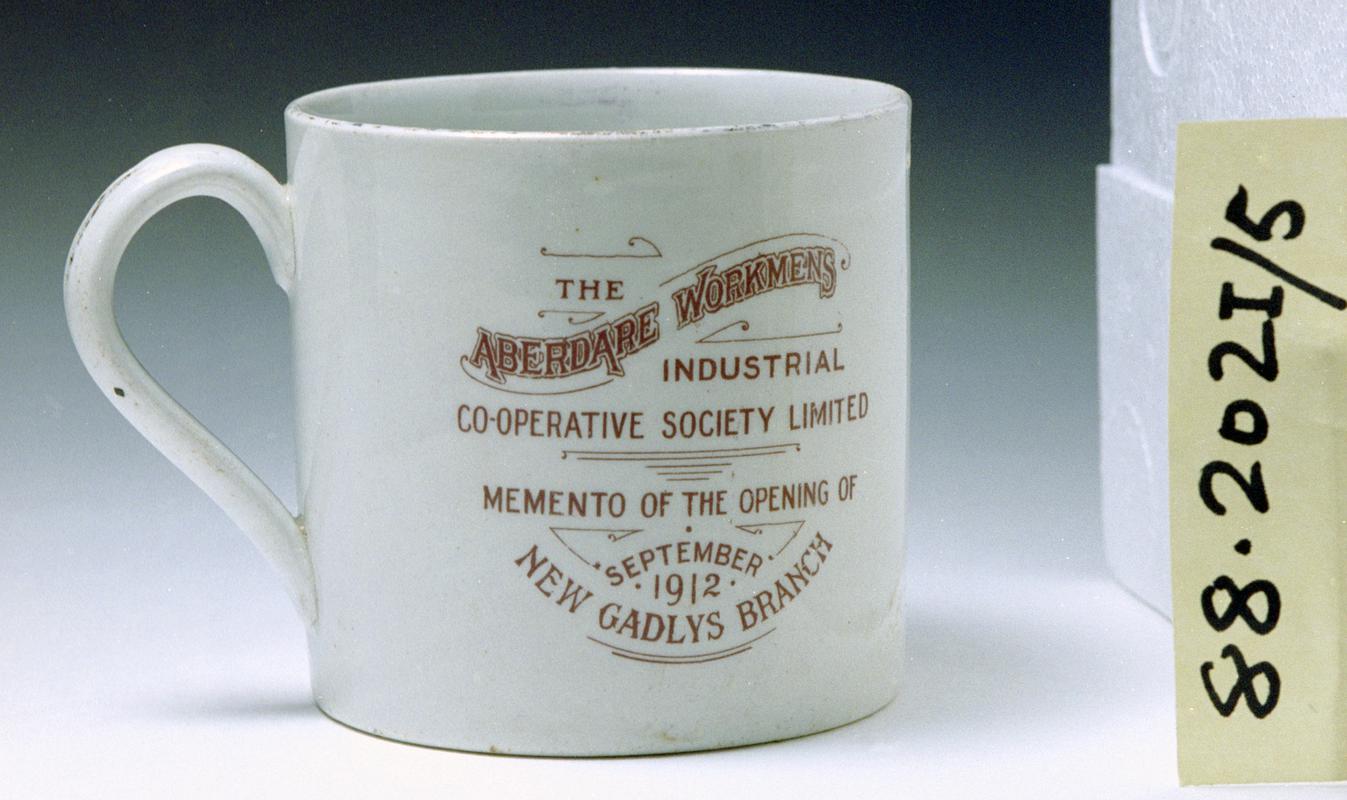 THE
ABERDARE WORKMENS
INDUSTRIAL
CO-OPERATIVE SOCIETY LIMITED
MEMENTO OF THE OPENING OF
SEPTEMBER
· 1912 ·
NEW GADLYS BRANCH
88.202I/5